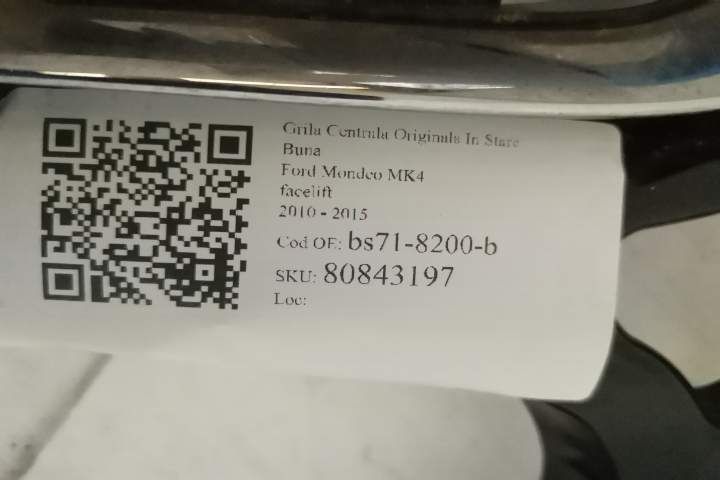 Grila Centrala Originala In Stare
Buna
Ford Mondeo MK4
facelift
2010 - 2015
Cod OE: bs71-8200-b
SKU: 80843197
Loc: